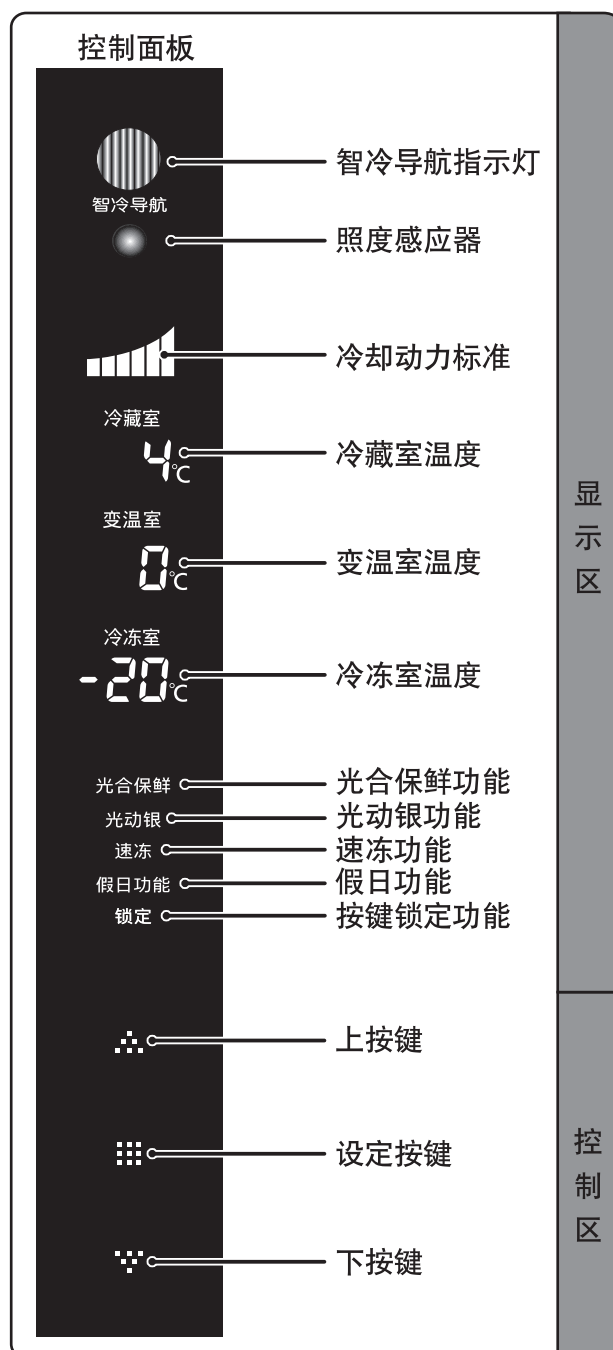 控制面板
智冷导航指示灯
智冷导航
照度感应器
冷却动力标准
冷藏室
4℃
冷藏室温度
变温室
0℃
变温室温度
冷冻室
-20℃
冷冻室温度
光合保鲜 光合保鲜功能
光动银 光动银功能
速冻 速冻功能
假日功能 假日功能
锁定 按键锁定功能
上按键
设定按键
下按键
显示区
控制区